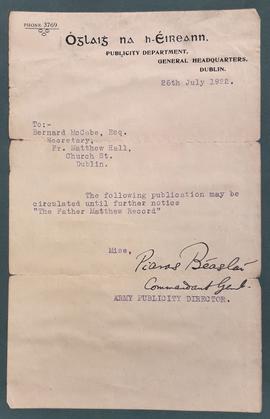 PHONE 3769
Óglaiġ na h-Éireann.
PUBLICITY DEPARTMENT,
GENERAL HEADQUARTERS,
DUBLIN.
26th July 1922.
To:-
Bernard McCabe, Esq.
Secretary,
Fr. Matthew Hall,
Church St.
Dublin.
The following publication may be
circulated until further notice
"The Father Matthew Record"
Mise,
Piaras Béaslaí
Commandant Genl.
ARMY PUBLICITY DIRECTOR.